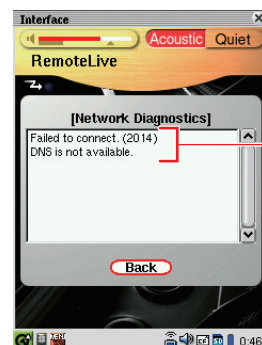 Interface
Acoustic Quiet
RemoteLive
[Network Diagnostics]
Failed to connect. (2014)
DNS is not available.
Back
0:46